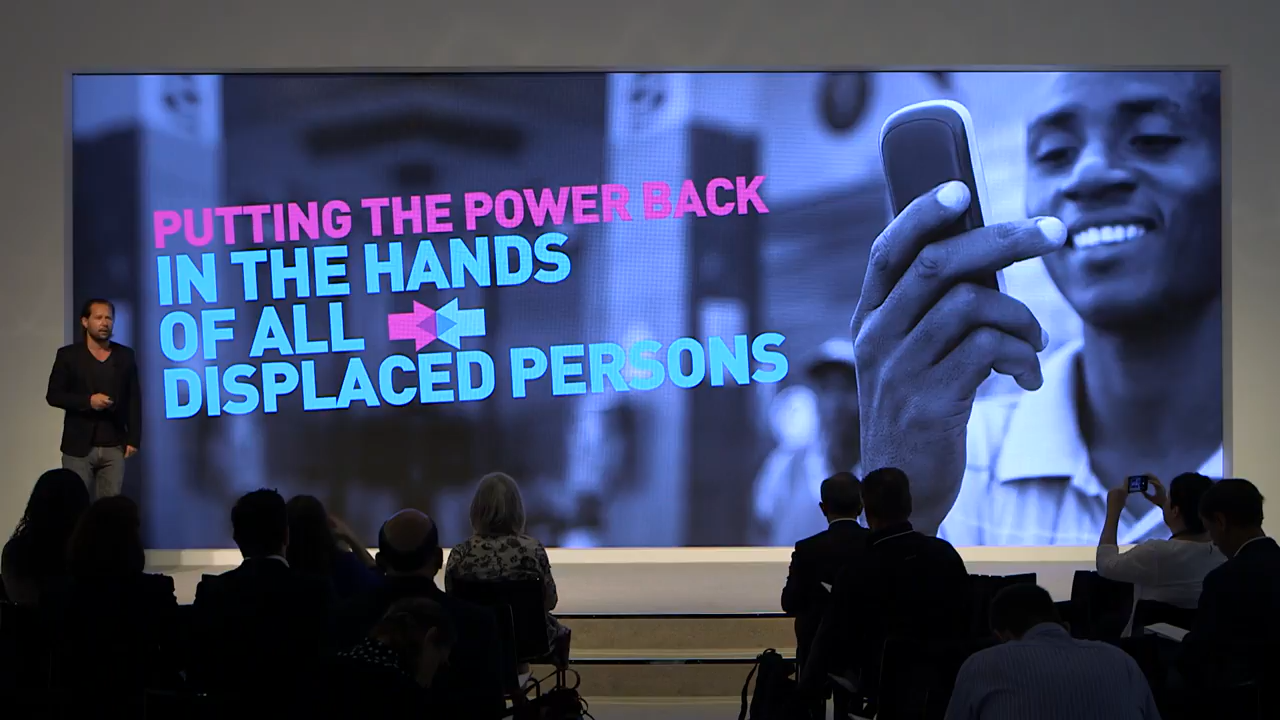 PUTTING THE POWER BACK
IN THE HANDS
OF ALL
DISPLACED PERSONS